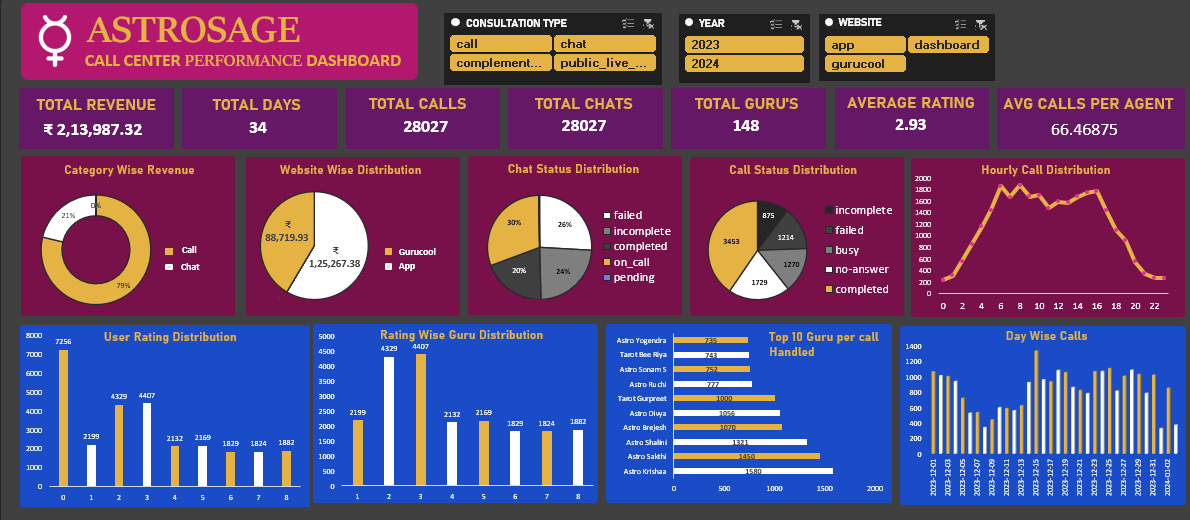 ASTROSAGE
CALL CENTER PERFORMANCE DASHBOARD
CONSULTATION TYPE
call chat
complement... public_live_...
YEAR
2023
2024
WEBSITE
app dashboard
gurucool
TOTAL REVENUE
₹ 2,13,987.32
TOTAL DAYS
34
TOTAL CALLS
28027
TOTAL CHATS
28027
TOTAL GURU'S
148
AVERAGE RATING
2.93
AVG CALLS PER AGENT
66.46875
Category Wise Revenue
0%
21%
79%
Call
Chat
Website Wise Distribution
₹
88,719.93
₹
1,25,267.38
Gurucool
App
Chat Status Distribution
30%
26%
20%
24%
failed
incomplete
completed
on_call
pending
Call Status Distribution
875
1214
1270
1729
3453
incomplete
failed
busy
no-answer
completed
Hourly Call Distribution
2000
1800
1600
1400
1200
1000
800
600
400
200
0
0 2 4 6 8 10 12 14 16 18 20 22
User Rating Distribution
8000
7000
6000
5000
4000
3000
2000
1000
0
7256 2199 4329 4407 2132 2169 1829 1824 1882
0 1 2 3 4 5 6 7 8
Rating Wise Guru Distribution
5000
4500
4000
3500
3000
2500
2000
1500
1000
500
0
2199 4329 4407 2132 2169 1829 1824 1882
1 2 3 4 5 6 7 8
Top 10 Guru per call
Handled
Astro Yogendra 735
Tarot Bee Riya 743
Astro Sonam S 752
Astro Ruchi 777
Tarot Gurpreet 1000
Astro Divya 1056
Astro Brejesh 1070
Astro Shalini 1321
Astro Sakthi 1450
Astro Krishaa 1580
0 500 1000 1500 2000
Day Wise Calls
1400
1200
1000
800
600
400
200
0
2023-12-01
2023-12-03
2023-12-05
2023-12-07
2023-12-09
2023-12-11
2023-12-13
2023-12-15
2023-12-17
2023-12-19
2023-12-21
2023-12-23
2023-12-25
2023-12-27
2023-12-29
2023-12-31
2024-01-02